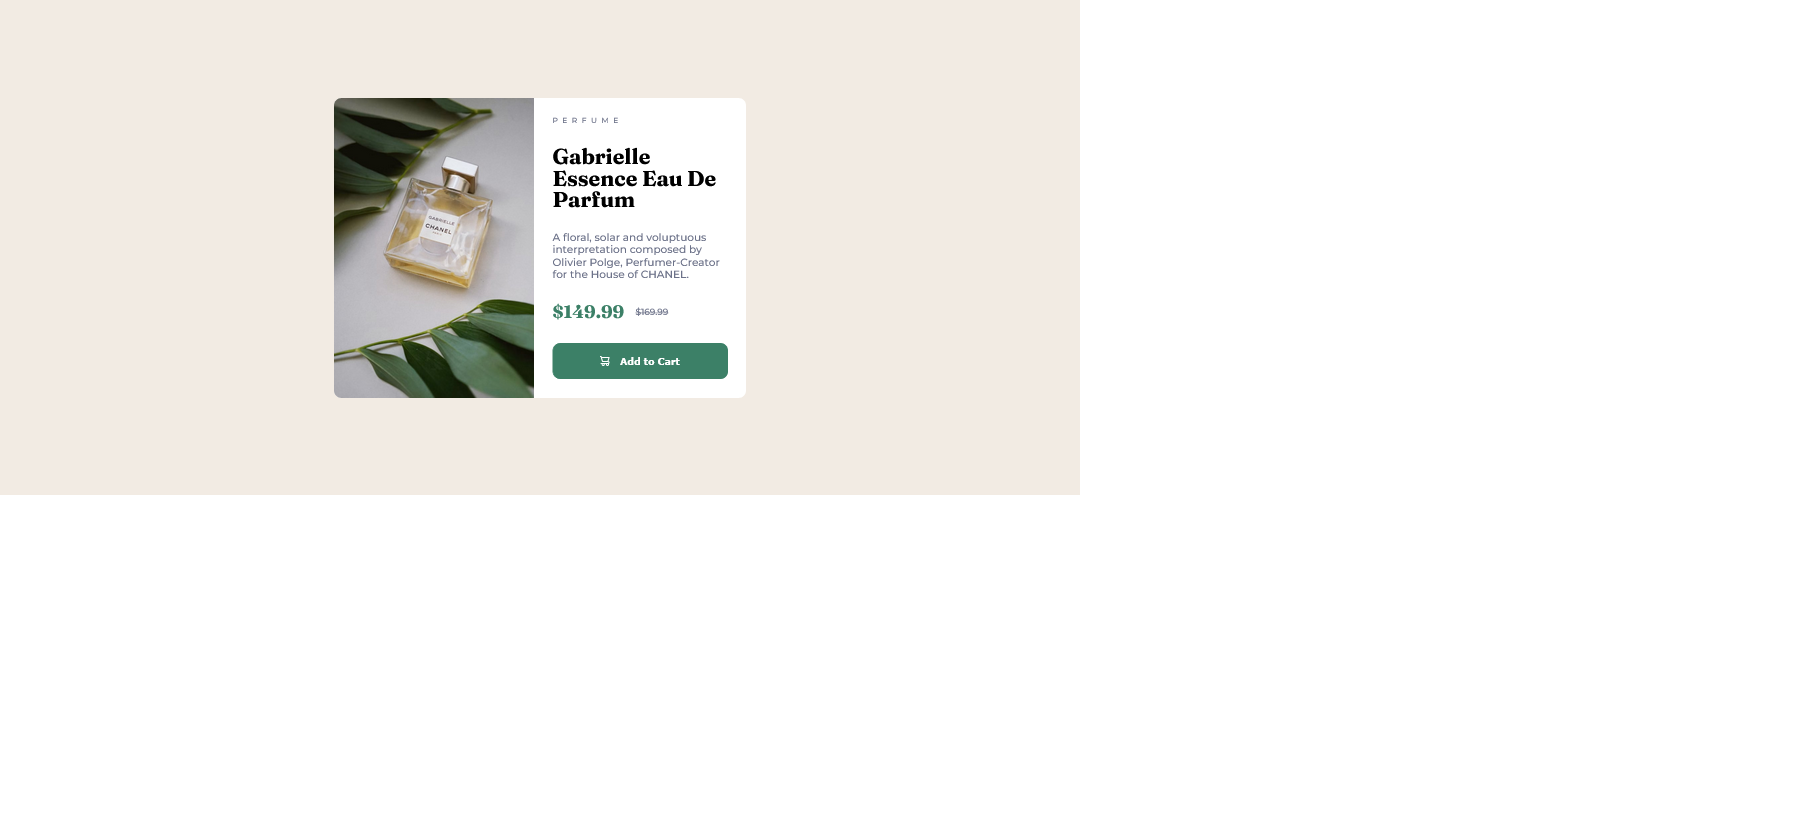 GABRIELLE
CHANEL
PERFUME
Gabrielle
Essence Eau De
Parfum
A floral, solar and voluptuous
interpretation composed by
Olivier Polge, Perfumer-Creator
for the House of CHANEL.
$149.99 $169.99
Add to Cart